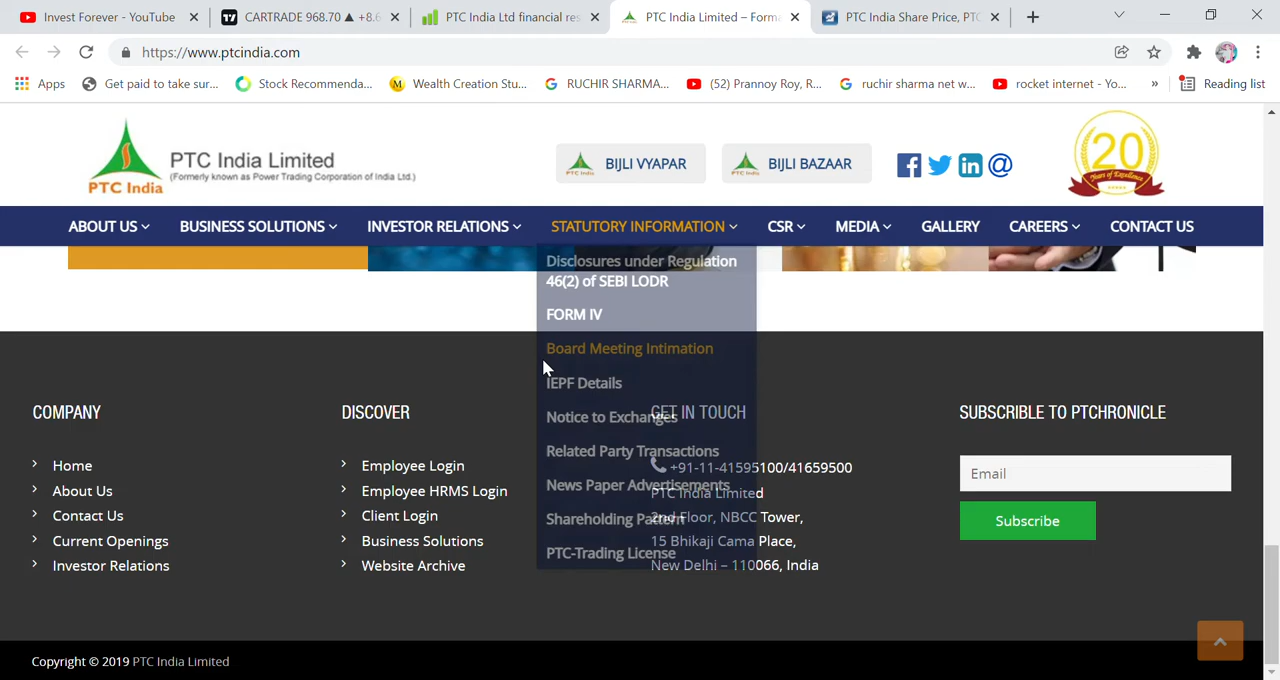 Invest Forever - YouTube
CARTRADE 968.70 ▲ +8.6
PTC India Ltd financial res
PTC India Limited – Forma
PTC India Share Price, PTC
https://www.ptcindia.com
Apps
Get paid to take sur...
Stock Recommenda...
Wealth Creation Stu...
RUCHIR SHARMA...
(52) Prannoy Roy, R...
ruchir sharma net w...
rocket internet - Yo...
»
Reading list
PTC India
PTC India Limited
(Formerly known as Power Trading Corporation of India Ltd.)
BIJLI VYAPAR
BIJLI BAZAAR
20
Years of Excellence
ABOUT US
BUSINESS SOLUTIONS
INVESTOR RELATIONS
STATUTORY INFORMATION
CSR
MEDIA
GALLERY
CAREERS
CONTACT US
Disclosures under Regulation
46(2) of SEBI LODR
FORM IV
Board Meeting Intimation
IEPF Details
Notice to Exchanges
Related Party Transactions
News Paper Advertisements
Shareholding Pattern
PTC-Trading License
COMPANY
Home
About Us
Contact Us
Current Openings
Investor Relations
DISCOVER
Employee Login
Employee HRMS Login
Client Login
Business Solutions
Website Archive
GET IN TOUCH
+91-11-41595100/41659500
PTC India Limited
2nd Floor, NBCC Tower,
15 Bhikaji Cama Place,
New Delhi – 110066, India
SUBSCRIBLE TO PTCHRONICLE
Email
Subscribe
Copyright © 2019 PTC India Limited